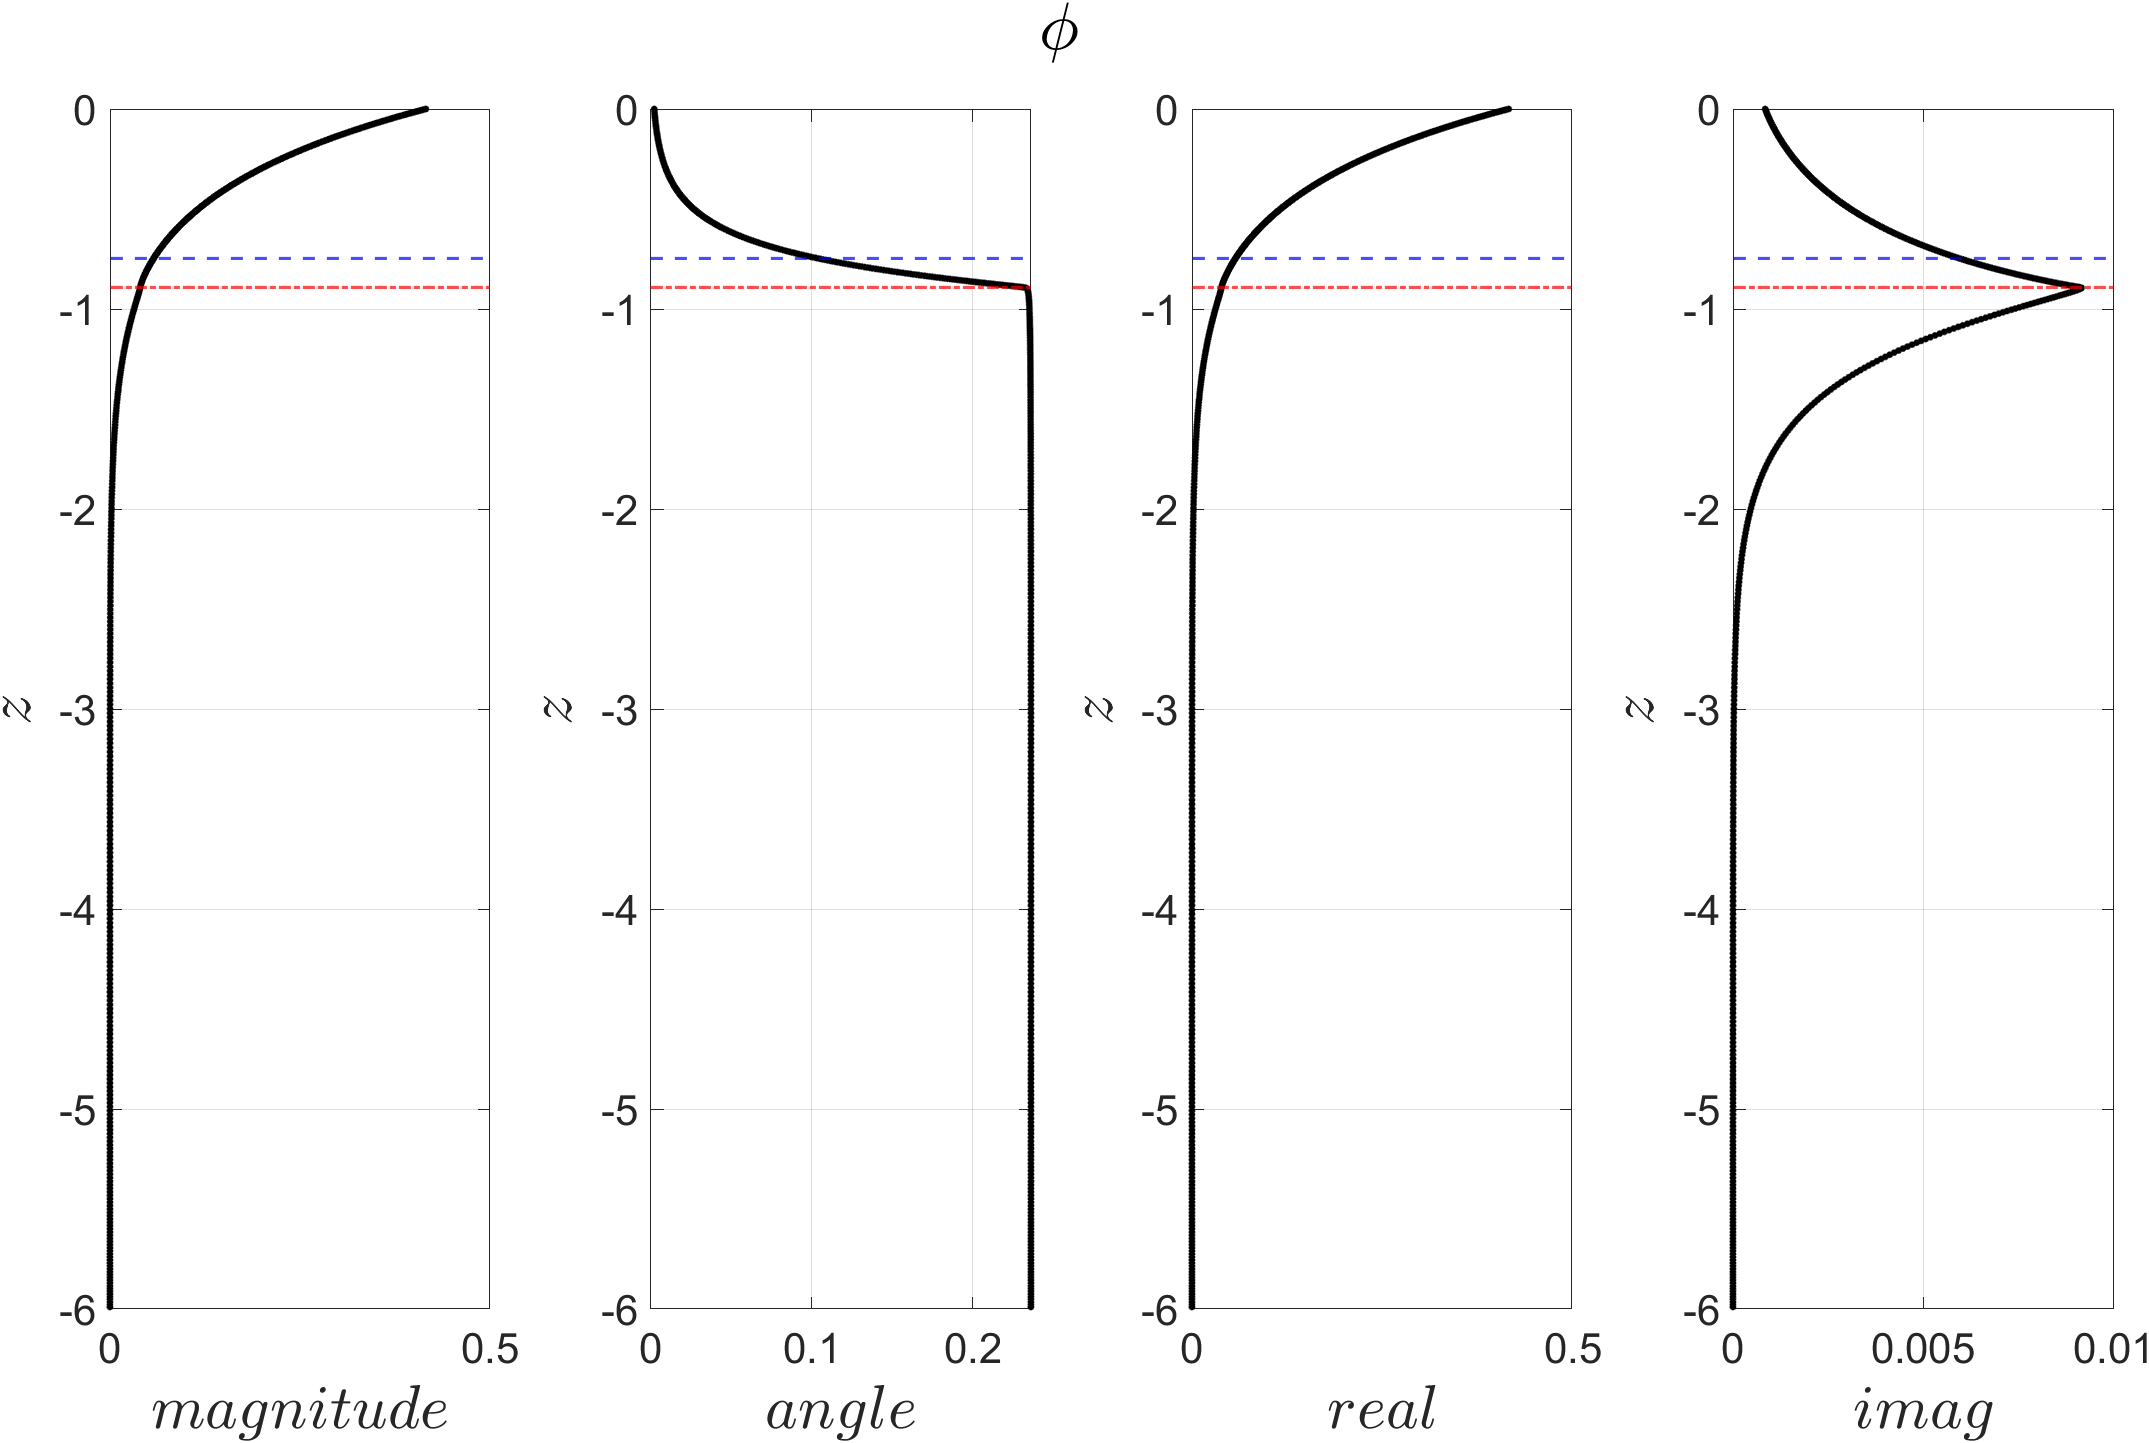 ϕ
0 0 0 0
-1 -1 -1 -1
-2 -2 -2 -2
z -3 z -3 z -3 z -3
-4 -4 -4 -4
-5 -5 -5 -5
-6 -6 -6 -6
0 0.5 0 0.1 0.2 0 0.5 0 0.005 0.01
magnitude angle real imag